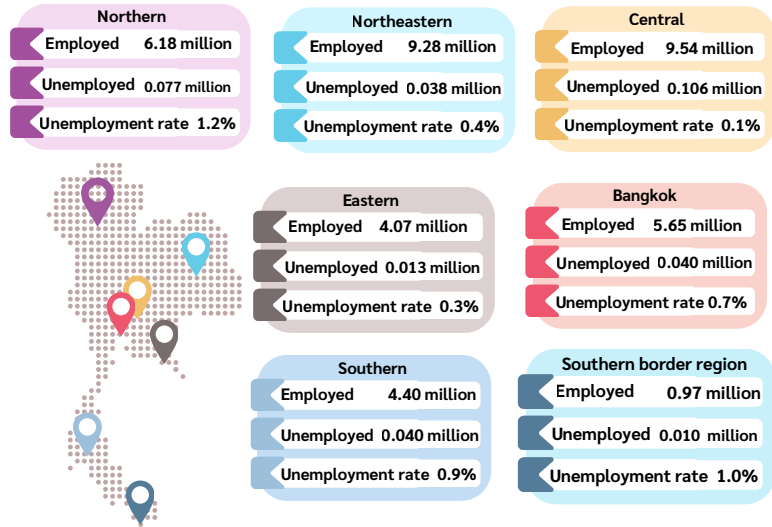 Northern
Employed 6.18 million
Unemployed 0.077 million
Unemployment rate 1.2%
Northeastern
Employed 9.28 million
Unemployed 0.038 million
Unemployment rate 0.4%
Central
Employed 9.54 million
Unemployed 0.106 million
Unemployment rate 0.1%
Eastern
Employed 4.07 million
Unemployed 0.013 million
Unemployment rate 0.3%
Bangkok
Employed 5.65 million
Unemployed 0.040 million
Unemployment rate 0.7%
Southern
Employed 4.40 million
Unemployed 0.040 million
Unemployment rate 0.9%
Southern border region
Employed 0.97 million
Unemployed 0.010 million
Unemployment rate 1.0%